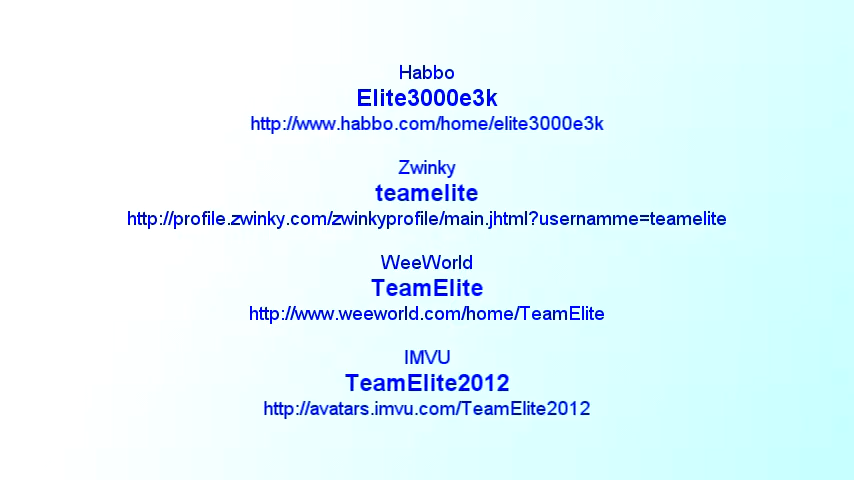 Habbo
Elite3000e3k
http://www.habbo.com/home/elite3000e3k
Zwinky
teamelite
http://profile.zwinky.com/zwinkyprofile/main.jhtml?usernamme=teamelite
WeeWorld
TeamElite
http://www.weeworld.com/home/TeamElite
IMVU
TeamElite2012
http://avatars.imvu.com/TeamElite2012